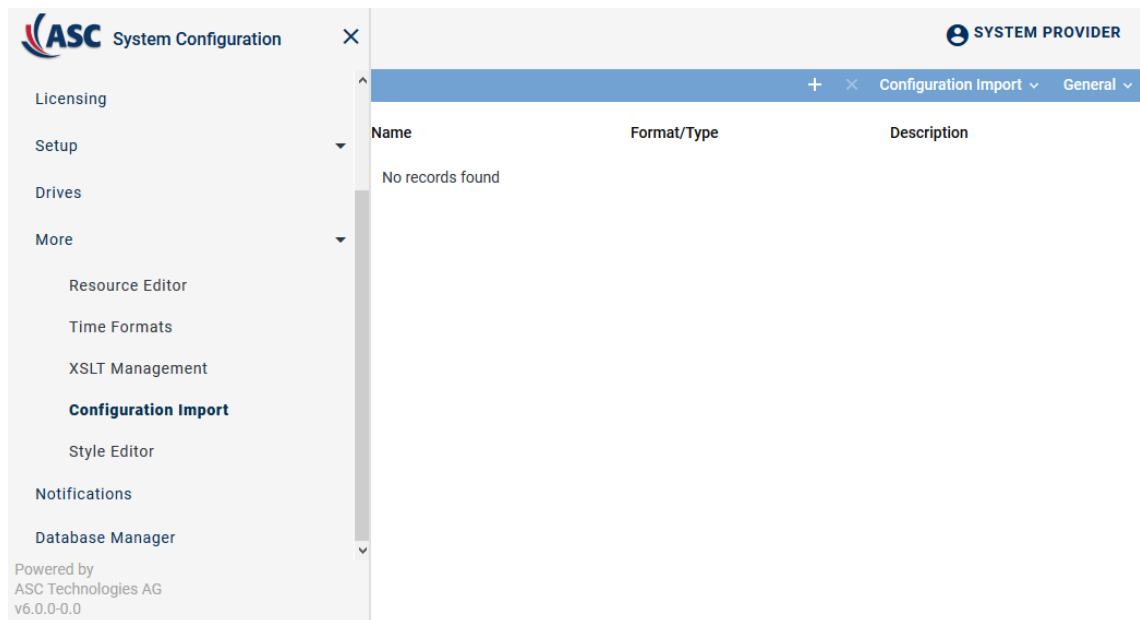 ASC System Configuration
SYSTEM PROVIDER
Licensing
Setup
Drives
More
Resource Editor
Time Formats
XSLT Management
Configuration Import
Style Editor
Notifications
Database Manager
Powered by
ASC Technologies AG
v6.0.0-0.0
Configuration Import
General
Name Format/Type Description
No records found